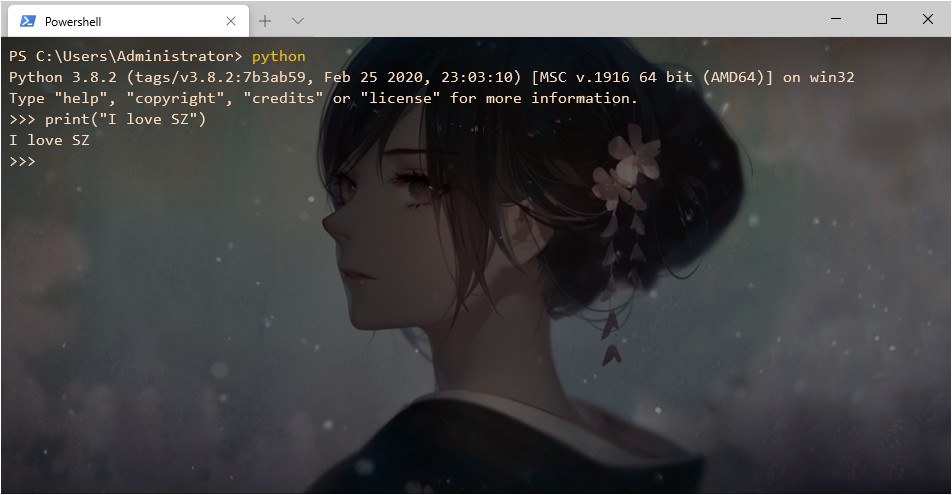 Powershell
PS C:\Users\Administrator> python
Python 3.8.2 (tags/v3.8.2:7b3ab59, Feb 25 2020, 23:03:10) [MSC v.1916 64 bit (AMD64)] on win32
Type "help", "copyright", "credits" or "license" for more information.
>>> print("I love SZ")
I love SZ
>>>